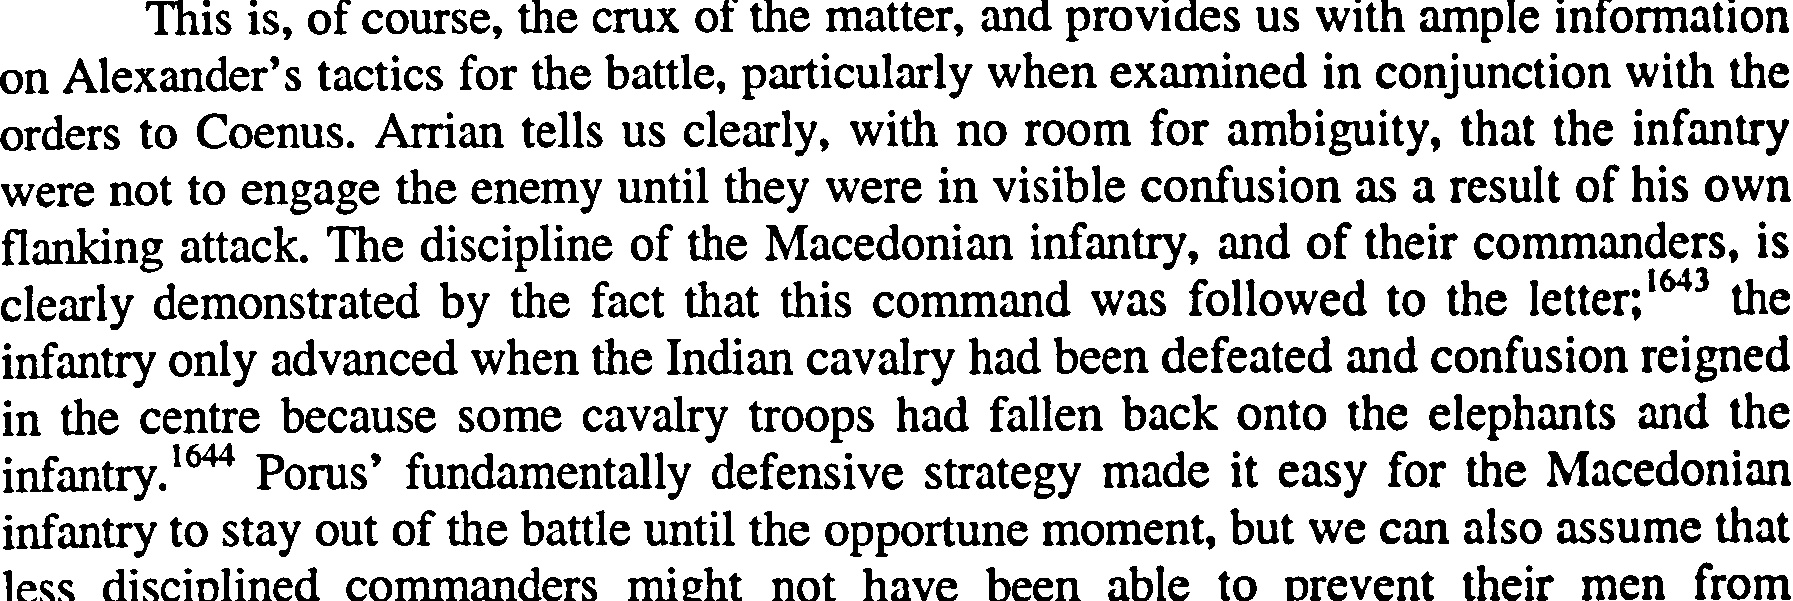 This is, of course, the crux of the matter, and provides us with ample information
on Alexander's tactics for the battle, particularly when examined in conjunction with the
orders to Coenus. Arrian tells us clearly, with no room for ambiguity, that the infantry
were not to engage the enemy until they were in visible confusion as a result of his own
flanking attack. The discipline of the Macedonian infantry, and of their commanders, is
clearly demonstrated by the fact that this command was followed to the letter;1643 the
infantry only advanced when the Indian cavalry had been defeated and confusion reigned
in the centre because some cavalry troops had fallen back onto the elephants and the
infantry.1644 Porus' fundamentally defensive strategy made it easy for the Macedonian
infantry to stay out of the battle until the opportune moment, but we can also assume that
less disciplined commanders might not have been able to prevent their men from